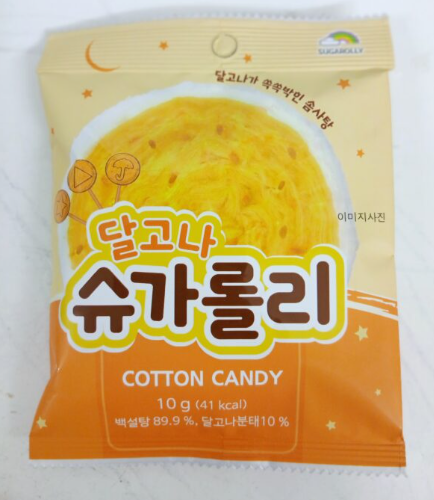 SUGAROLLY
달고나가 쏙쏙박인 솜사탕
이미지사진
달고나
슈가롤리
COTTON CANDY
10 g (41 kcal)
백설탕 89.9 %, 달고나분태10 %